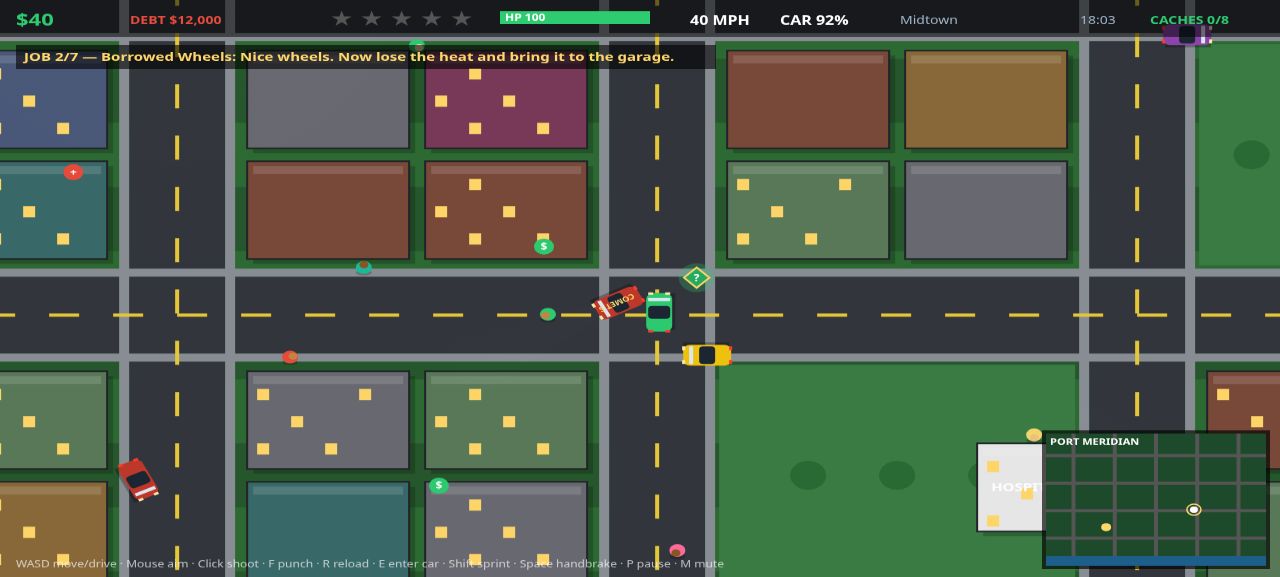 $40 DEBT $12,000 HP 100 40 MPH CAR 92% Midtown 18:03 CACHES 0/8
JOB 2/7 — Borrowed Wheels: Nice wheels. Now lose the heat and bring it to the garage.
+
$
?
COMET
$
PORT MERIDIAN
HOSPIT
WASD move/drive · Mouse aim · Click shoot · F punch · R reload · E enter car · Shift sprint · Space handbrake · P pause · M mute